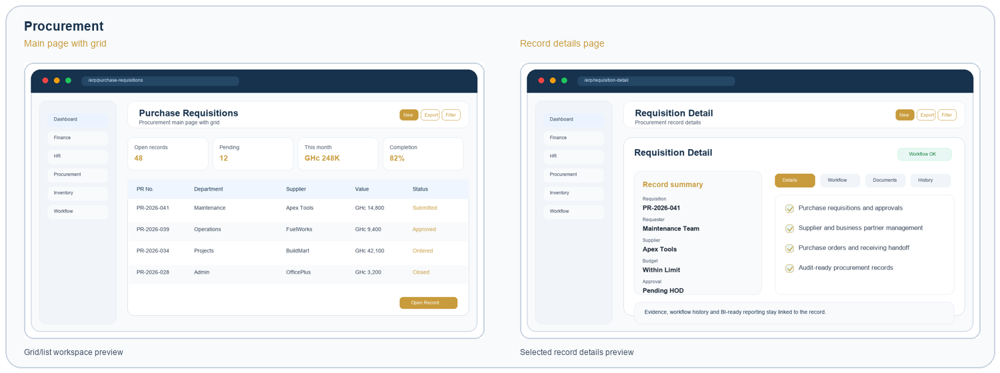 Procurement
Main page with grid
/erp/purchase-requisitions
Dashboard
Finance
HR
Procurement
Inventory
Workflow
Purchase Requisitions
Procurement main page with grid
New Export Filter
Open records
48
Pending
12
This month
GHc 248K
Completion
82%
PR No. Department Supplier Value Status
PR-2026-041 Maintenance Apex Tools GHc 14,800 Submitted
PR-2026-039 Operations FuelWorks GHc 9,400 Approved
PR-2026-034 Projects BuildMart GHc 42,100 Ordered
PR-2026-028 Admin OfficePlus GHc 3,200 Closed
Open Record
Grid/list workspace preview
Record details page
/erp/requisition-detail
Dashboard
Finance
HR
Procurement
Inventory
Workflow
Requisition Detail
Procurement record details
New Export Filter
Requisition Detail
Workflow OK
Record summary
Requisition
PR-2026-041
Requester
Maintenance Team
Supplier
Apex Tools
Budget
Within Limit
Approval
Pending HOD
Details Workflow Documents History
Purchase requisitions and approvals
Supplier and business partner management
Purchase orders and receiving handoff
Audit-ready procurement records
Evidence, workflow history and BI-ready reporting stay linked to the record.
Selected record details preview